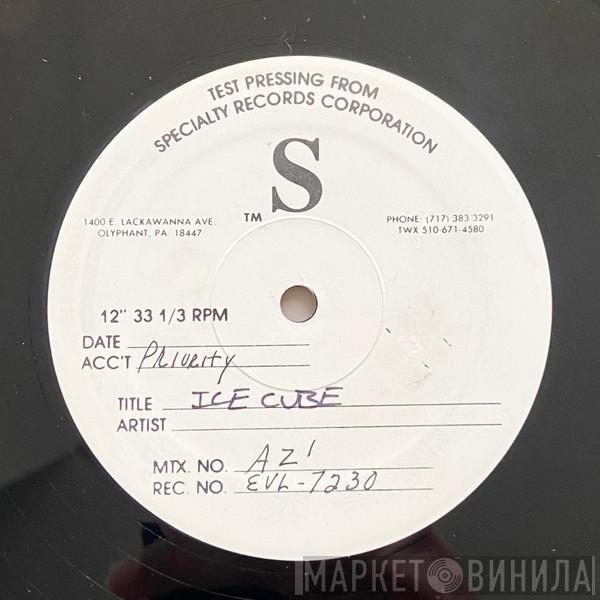 TEST PRESSING FROM
SPECIALTY RECORDS CORPORATION
S
TM
1400 E. LACKAWANNA AVE.
OLYPHANT, PA. 18447
PHONE: (717) 383 3291
TWX 510-671-4580
12" 33 1/3 RPM
DATE
ACC'T Priority
TITLE ICE CUBE
ARTIST
MTX. NO. AZ1
REC. NO. EVL-7230
МАРКЕТ ВИНИЛА